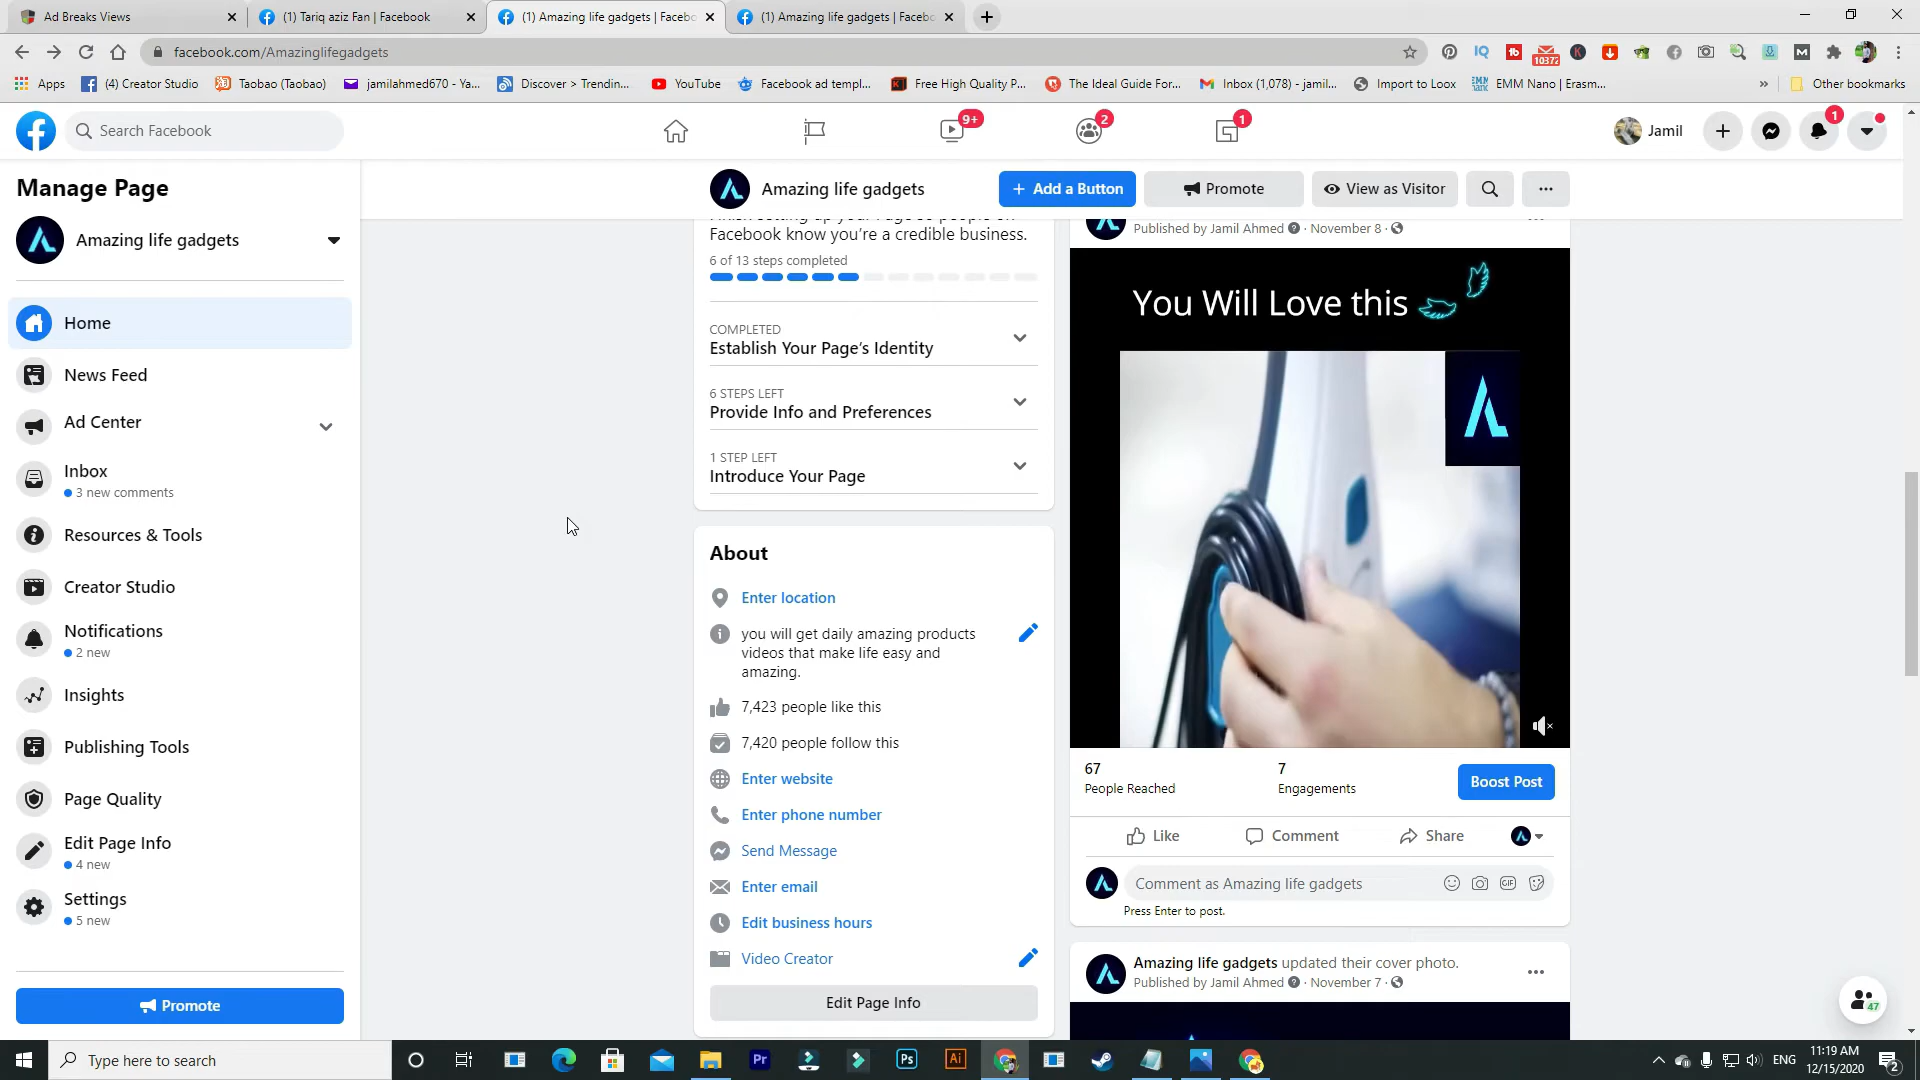 Ad Breaks Views
(1) Tariq aziz Fan | Facebook
(1) Amazing life gadgets | Facebo
(1) Amazing life gadgets | Facebo
facebook.com/Amazinglifegadgets
10372
Apps
(4) Creator Studio
Taobao (Taobao)
jamilahmed670 - Ya...
Discover > Trendin...
YouTube
Facebook ad templ...
Free High Quality P...
The Ideal Guide For...
Inbox (1,078) - jamil...
Import to Loox
EMM Nano | Erasm...
Other bookmarks
Search Facebook
9+
2
1
Jamil
1
Manage Page
Amazing life gadgets
Home
News Feed
Ad Center
Inbox
3 new comments
Resources & Tools
Creator Studio
Notifications
2 new
Insights
Publishing Tools
Page Quality
Edit Page Info
4 new
Settings
5 new
Promote
Amazing life gadgets
+ Add a Button
Promote
View as Visitor
Facebook know you're a credible business.
6 of 13 steps completed
COMPLETED
Establish Your Page's Identity
6 STEPS LEFT
Provide Info and Preferences
1 STEP LEFT
Introduce Your Page
About
Enter location
you will get daily amazing products
videos that make life easy and
amazing.
7,423 people like this
7,420 people follow this
Enter website
Enter phone number
Send Message
Enter email
Edit business hours
Video Creator
Edit Page Info
Published by Jamil Ahmed · November 8 ·
You Will Love this
67
People Reached
7
Engagements
Boost Post
Like
Comment
Share
Comment as Amazing life gadgets
GIF
Press Enter to post.
Amazing life gadgets updated their cover photo.
Published by Jamil Ahmed · November 7 ·
47
Type here to search
Pr
Ps
Ai
ENG
11:19 AM
12/15/2020
2